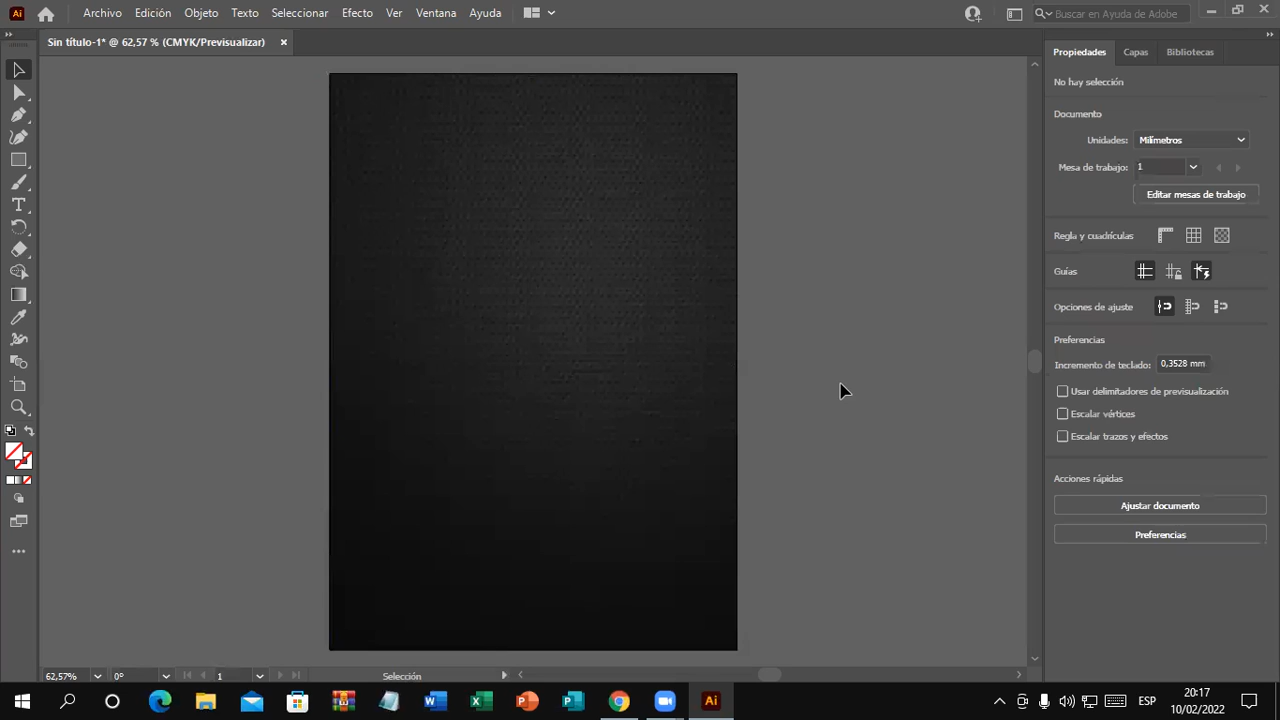 Ai Archivo Edición Objeto Texto Seleccionar Efecto Ver Ventana Ayuda Buscar en Ayuda de Adobe
Sin título-1* @ 62,57 % (CMYK/Previsualizar)
Propiedades Capas Bibliotecas
No hay selección
Documento
Unidades: Milímetros
Mesa de trabajo: 1
Editar mesas de trabajo
Regla y cuadrículas
Guías
Opciones de ajuste
Preferencias
Incremento de teclado: 0,3528 mm
Usar delimitadores de previsualización
Escalar vértices
Escalar trazos y efectos
Acciones rápidas
Ajustar documento
Preferencias
62,57% 0° 1 Selección
Ai ESP 20:17
10/02/2022